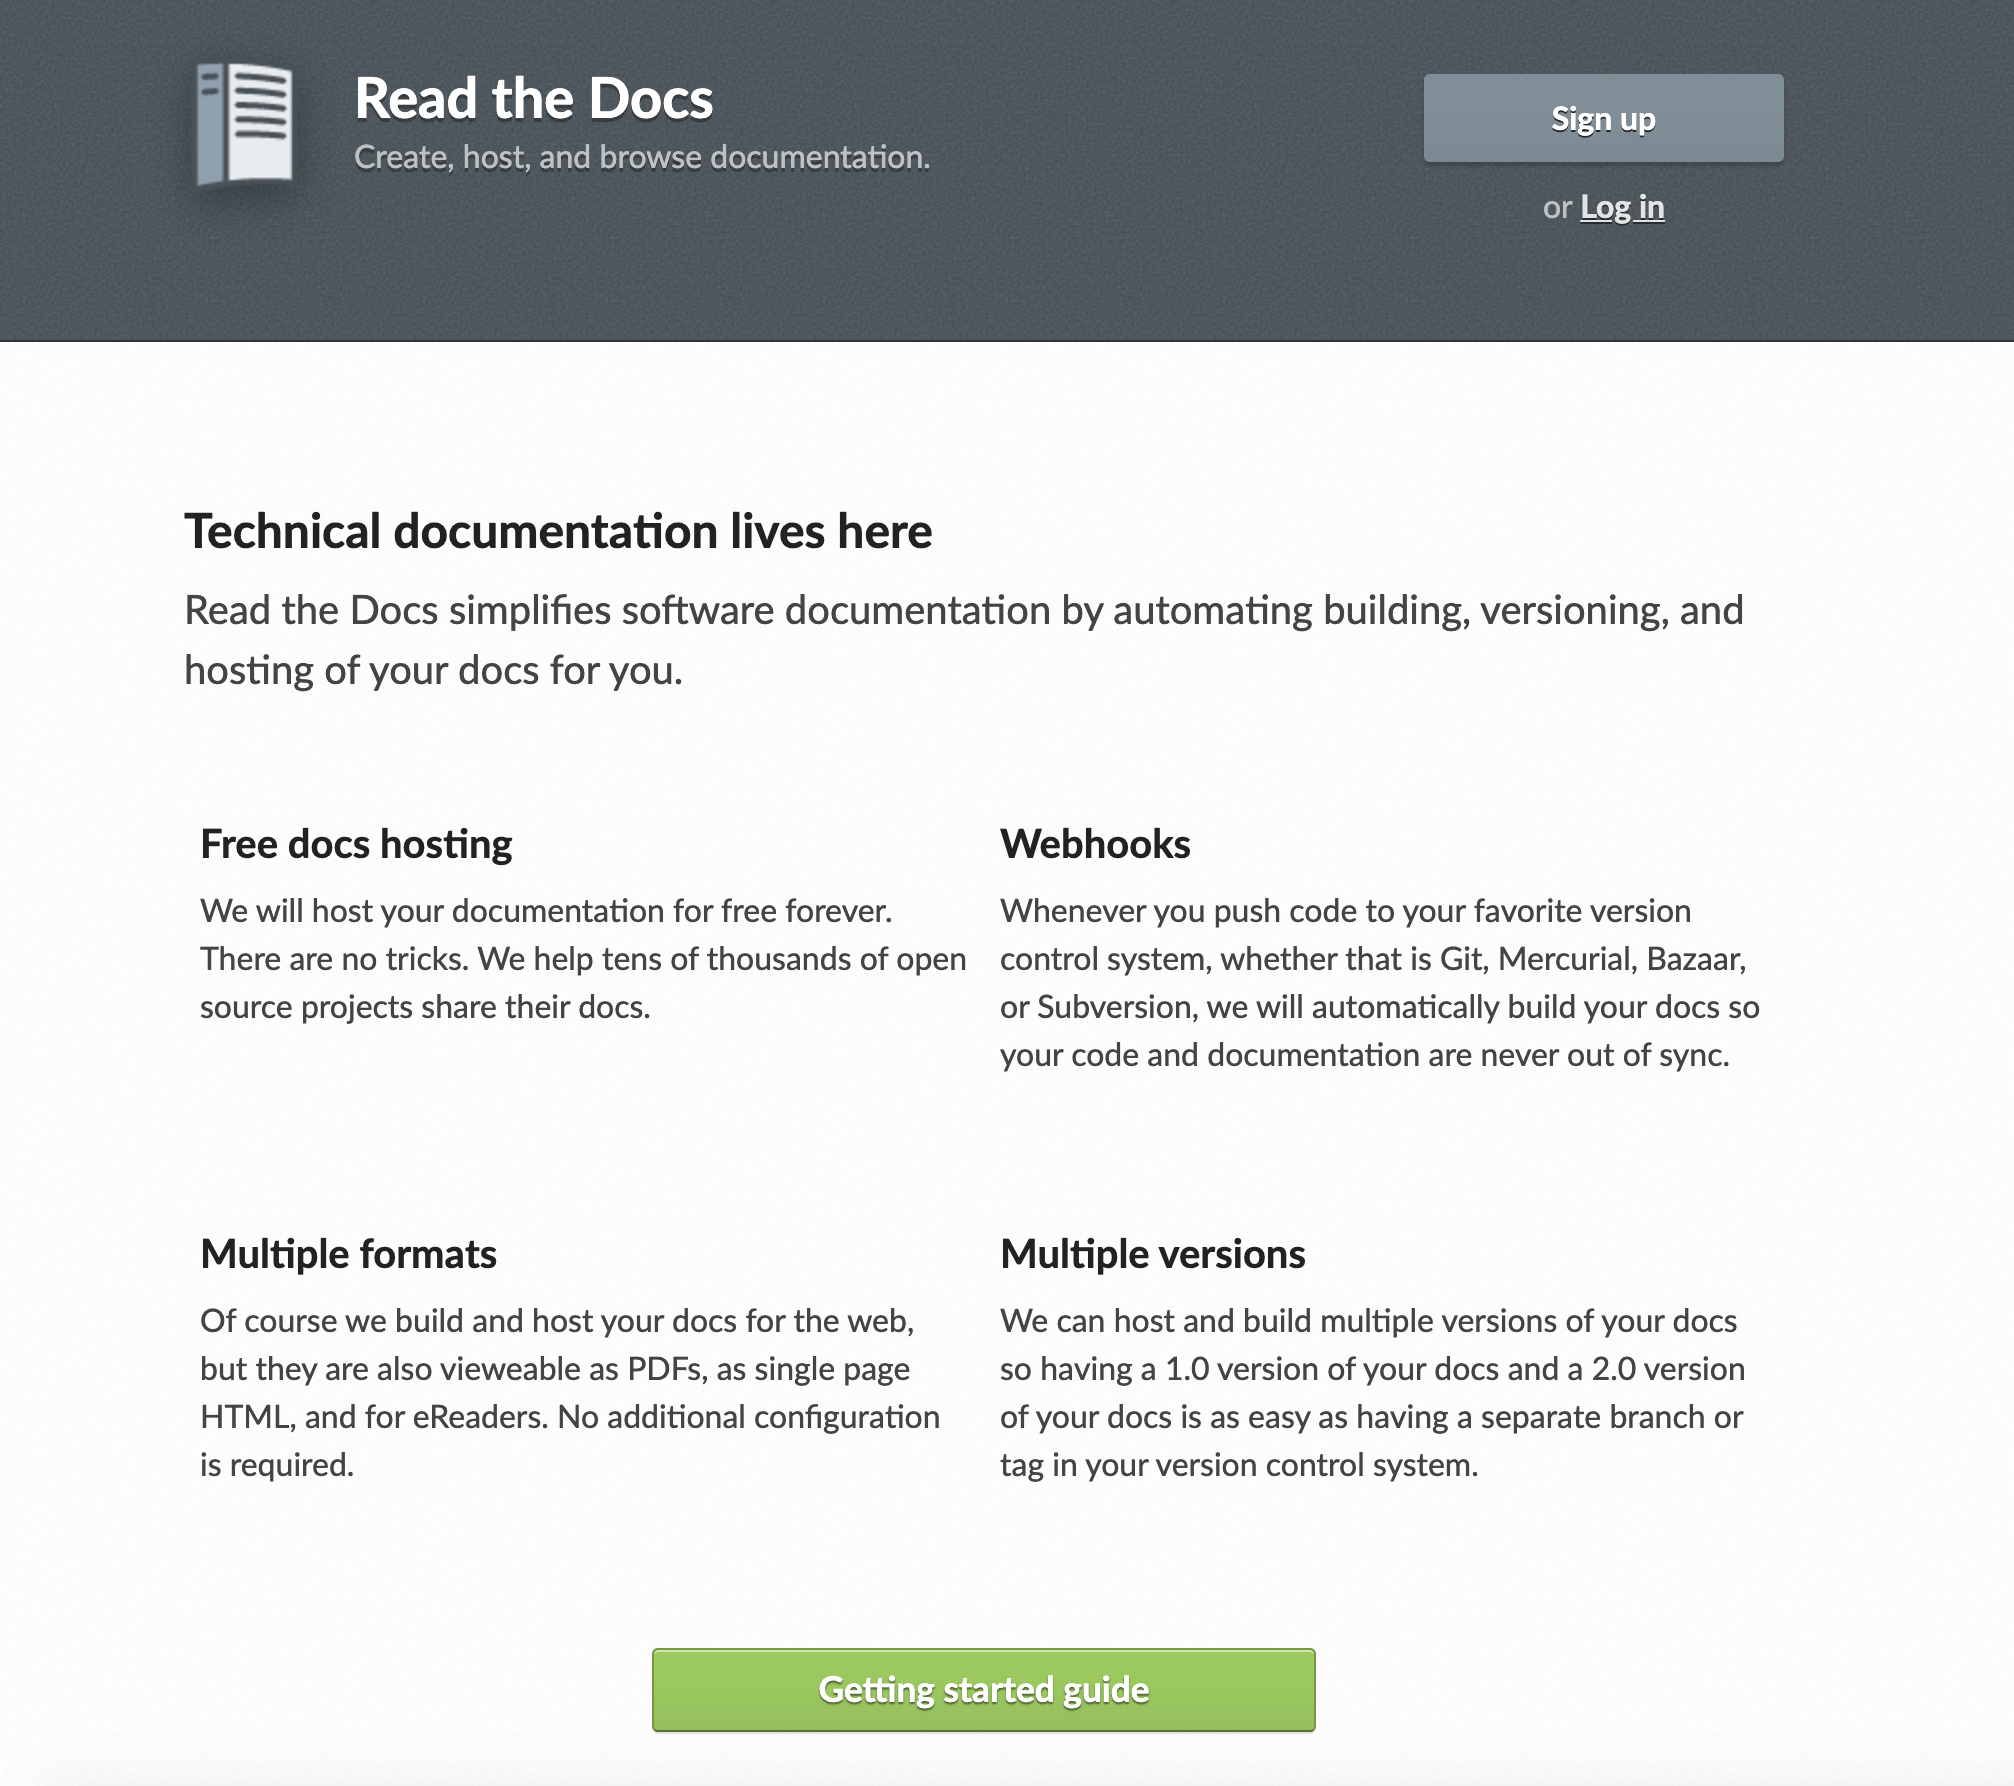 Read the Docs
Create, host, and browse documentation.
Sign up
or Log in
Technical documentation lives here
Read the Docs simplifies software documentation by automating building, versioning, and
hosting of your docs for you.
Free docs hosting
We will host your documentation for free forever.
There are no tricks. We help tens of thousands of open
source projects share their docs.
Webhooks
Whenever you push code to your favorite version
control system, whether that is Git, Mercurial, Bazaar,
or Subversion, we will automatically build your docs so
your code and documentation are never out of sync.
Multiple formats
Of course we build and host your docs for the web,
but they are also vieweable as PDFs, as single page
HTML, and for eReaders. No additional configuration
is required.
Multiple versions
We can host and build multiple versions of your docs
so having a 1.0 version of your docs and a 2.0 version
of your docs is as easy as having a separate branch or
tag in your version control system.
Getting started guide